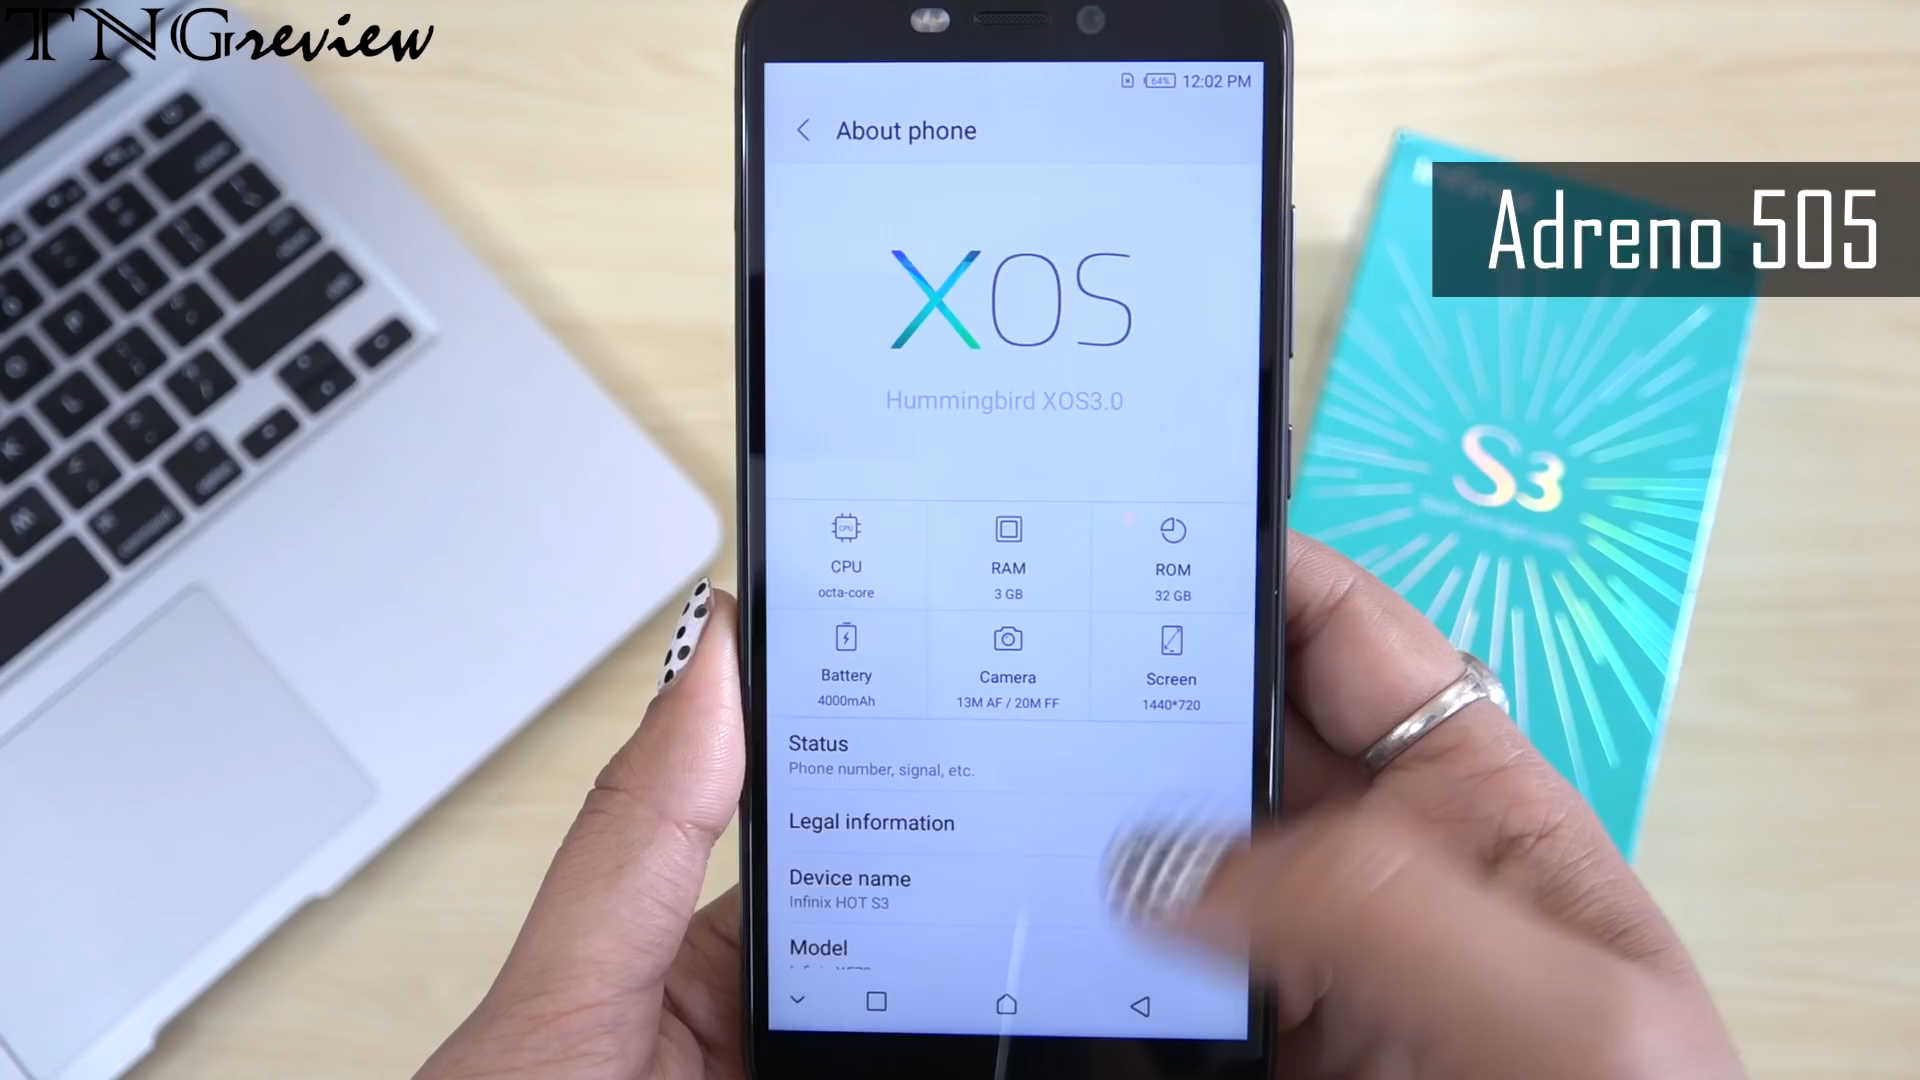 TNGreview
64% 12:02 PM
About phone
Adreno 505
XOS
Hummingbird XOS3.0
S3
CPU
CPU
octa-core
RAM
3 GB
ROM
32 GB
Battery
4000mAh
Camera
13M AF / 20M FF
Screen
1440*720
Status
Phone number, signal, etc.
Legal information
Device name
Infinix HOT S3
Model